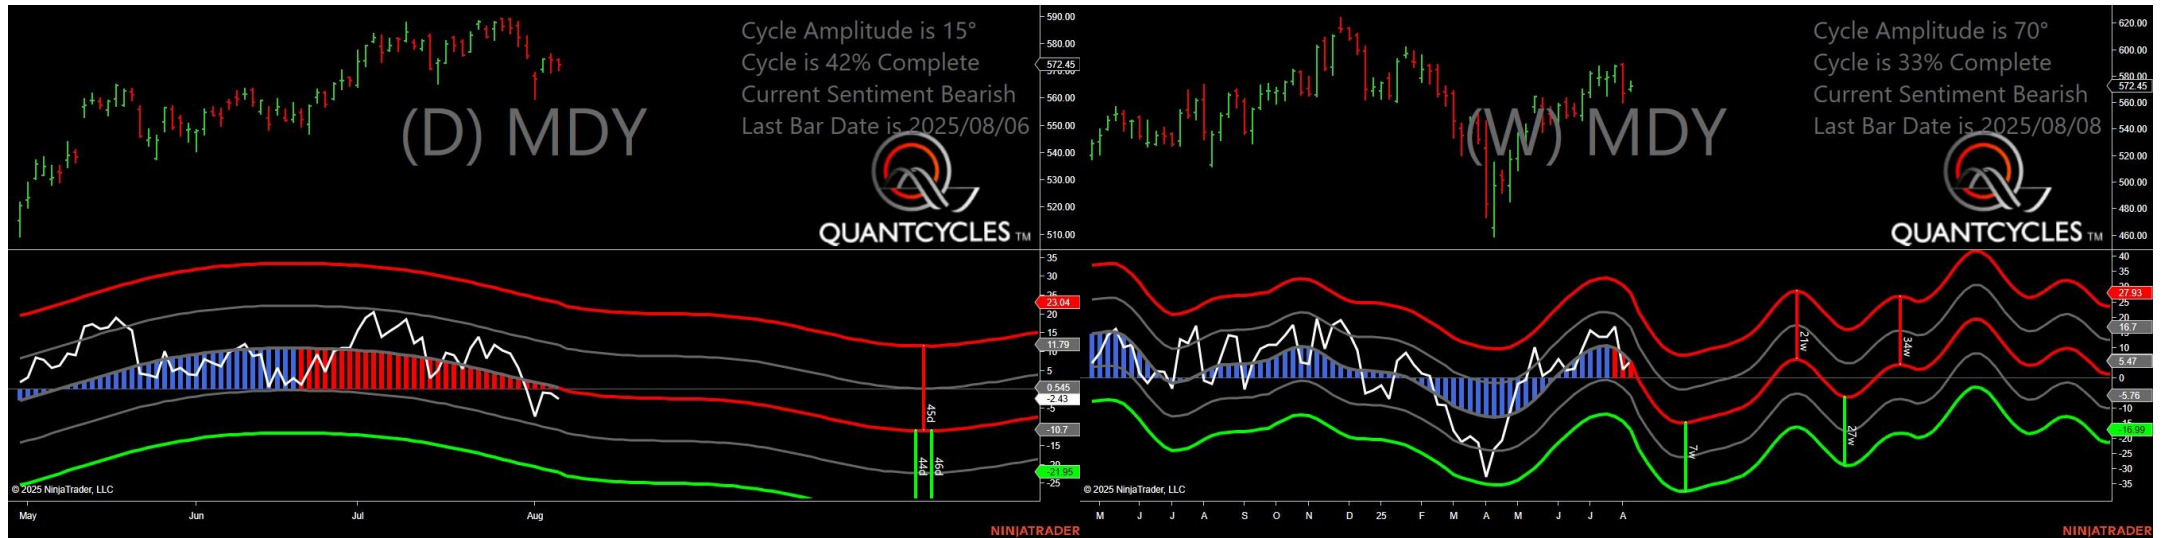 Cycle Amplitude is 15°
Cycle is 42% Complete
Current Sentiment Bearish
Last Bar Date is 2025/08/06
(D) MDY
QUANTCYCLES TM
590.00
580.00
572.45
570.00
560.00
550.00
540.00
530.00
520.00
510.00
35
30
25
23.04
20
15
11.79
10
5
0.545
-2.43
-5
-10.7
-15
-20
-21.95
-25
45d
44d
46d
© 2025 NinjaTrader, LLC
May Jun Jul Aug
NINJATRADER
Cycle Amplitude is 70°
Cycle is 33% Complete
Current Sentiment Bearish
Last Bar Date is 2025/08/08
(W) MDY
QUANTCYCLES TM
620.00
600.00
580.00
572.45
560.00
540.00
520.00
500.00
480.00
460.00
40
35
30
27.93
25
20
16.7
10
5.47
0
-5.76
-10
-16.99
-20
-25
-30
-35
21w
34w
7w
27w
© 2025 NinjaTrader, LLC
M J J A S O N D 25 F M A M J J A
NINJATRADER